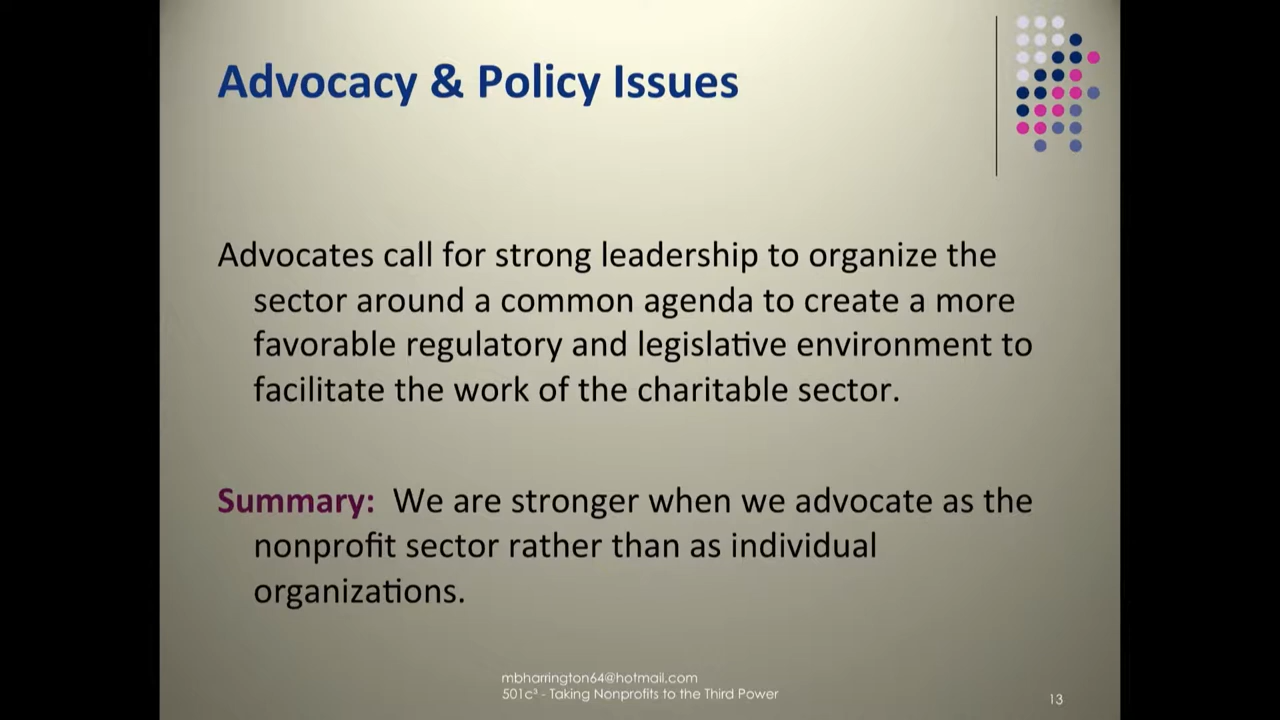 Advocacy & Policy Issues
Advocates call for strong leadership to organize the
sector around a common agenda to create a more
favorable regulatory and legislative environment to
facilitate the work of the charitable sector.
Summary: We are stronger when we advocate as the
nonprofit sector rather than as individual
organizations.
mbharrington64@hotmail.com
501c³ - Taking Nonprofits to the Third Power
13